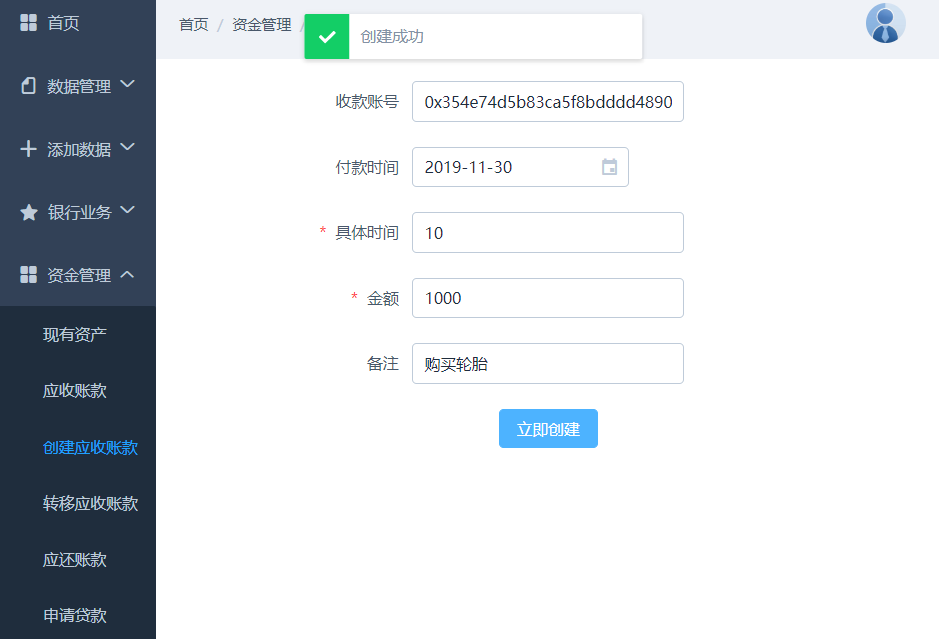 首页
数据管理
添加数据
银行业务
资金管理
现有资产
应收账款
创建应收账款
转移应收账款
应还账款
申请贷款
首页 / 资金管理 /
创建成功
收款账号 0x354e74d5b83ca5f8bdddd4890
付款时间 2019-11-30
* 具体时间 10
* 金额 1000
备注 购买轮胎
立即创建